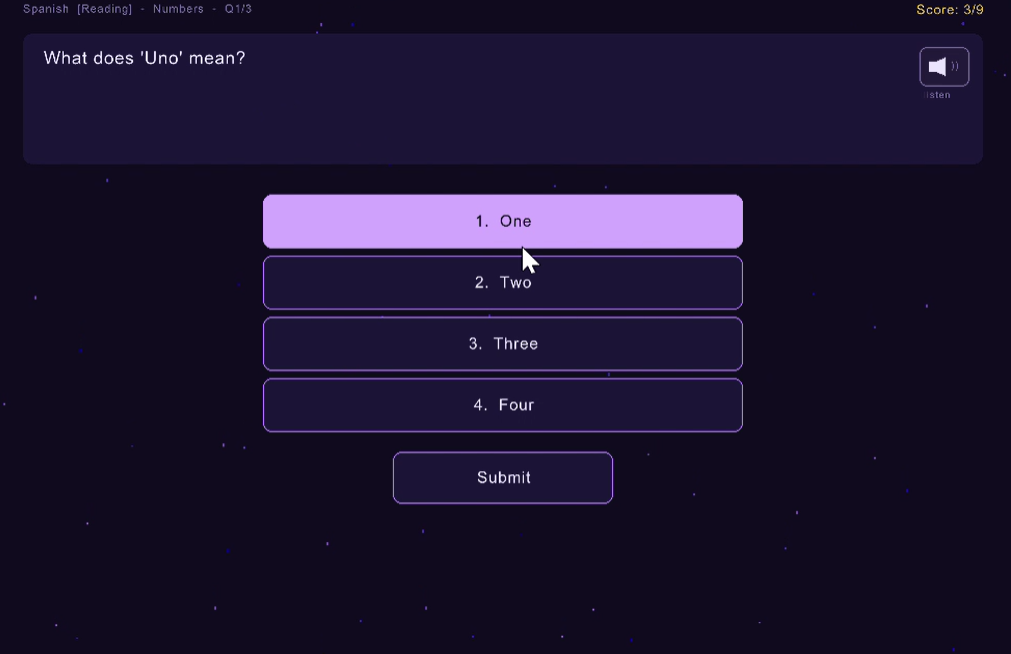 Spanish [Reading] - Numbers - Q1/3
Score: 3/9
What does 'Uno' mean?
listen
1. One
2. Two
3. Three
4. Four
Submit